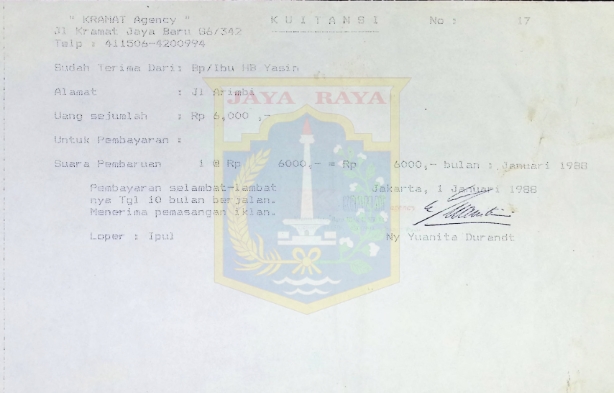 " KRAMAT Agency " K U I T A N S I No : 17
Jl Kramat Jaya Baru G6/342
Telp : 411506-4200994
Sudah Terima Dari: Bp/Ibu HB Yasin
Alamat : Jl Arimbi
JAYA RAYA
Uang sejumlah : Rp 6,000 ,-
Untuk Pembayaran :
Suara Pembaruan 1 @ Rp 6000,- = Rp 6000,- bulan : Januari 1988
Pembayaran selambat-lambat Jakarta, 1 Januari 1988
nya Tgl 10 bulan berjalan.
Menerima pemasangan iklan.
Loper : Ipul Ny Yuanita Durandt